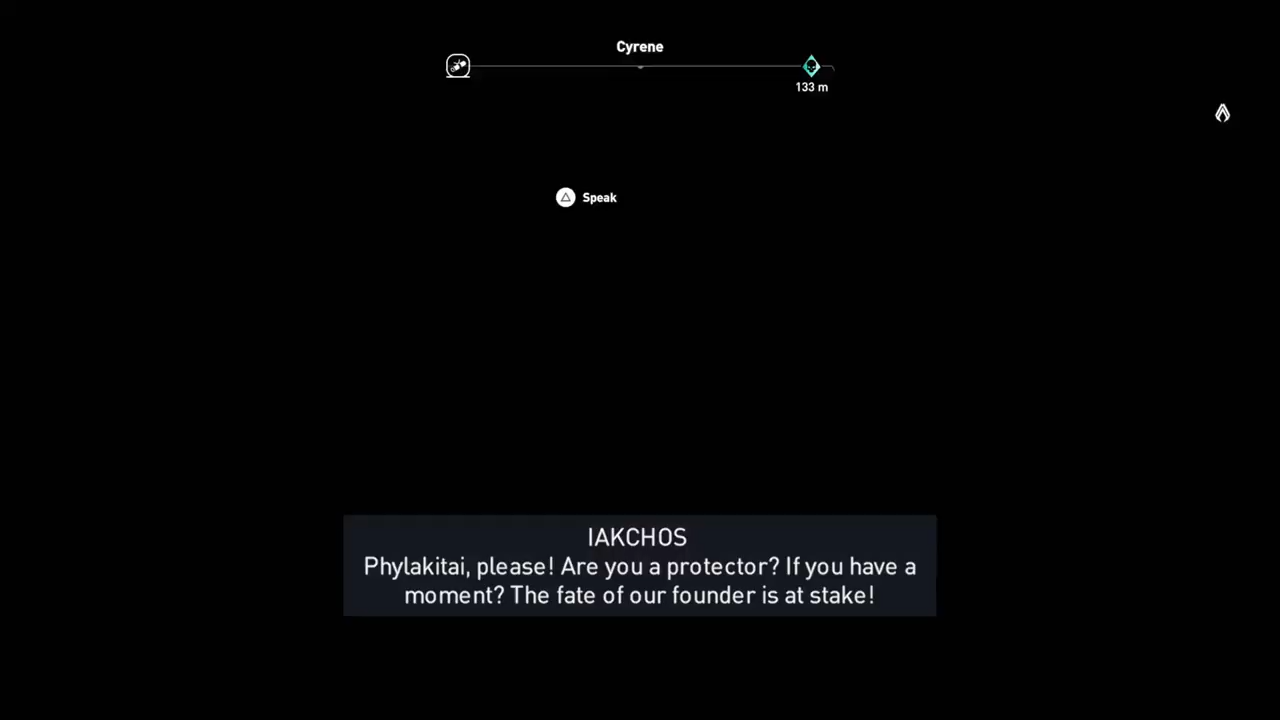 Cyrene
133 m
Speak
IAKCHOS
Phylakitai, please! Are you a protector? If you have a
moment? The fate of our founder is at stake!